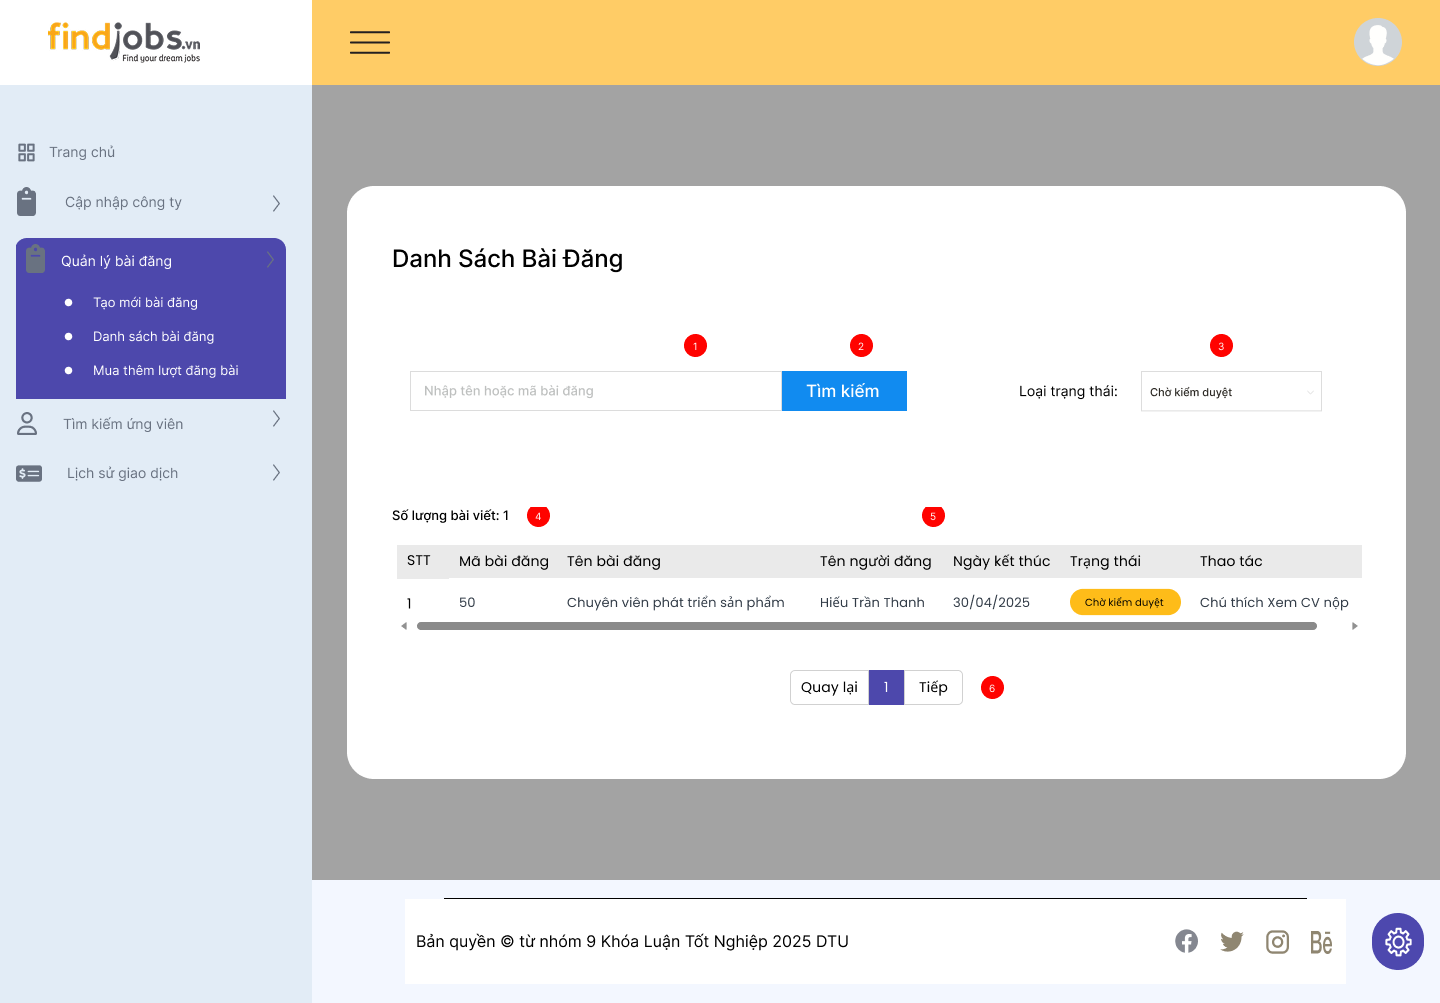 findjobs.vn
Find your dream jobs
Trang chủ
Cập nhập công ty
Quản lý bài đăng
Tạo mới bài đăng
Danh sách bài đăng
Mua thêm lượt đăng bài
Tìm kiếm ứng viên
Lịch sử giao dịch
Danh Sách Bài Đăng
1
2
3
Nhập tên hoặc mã bài đăng
Tìm kiếm
Loại trạng thái:
Chờ kiểm duyệt
Số lượng bài viết: 1
4
5
STT Mã bài đăng Tên bài đăng Tên người đăng Ngày kết thúc Trạng thái Thao tác
1 50 Chuyên viên phát triển sản phẩm Hiếu Trần Thanh 30/04/2025 Chờ kiểm duyệt Chú thích Xem CV nộp
Quay lại 1 Tiếp
6
Bản quyền © từ nhóm 9 Khóa Luận Tốt Nghiệp 2025 DTU